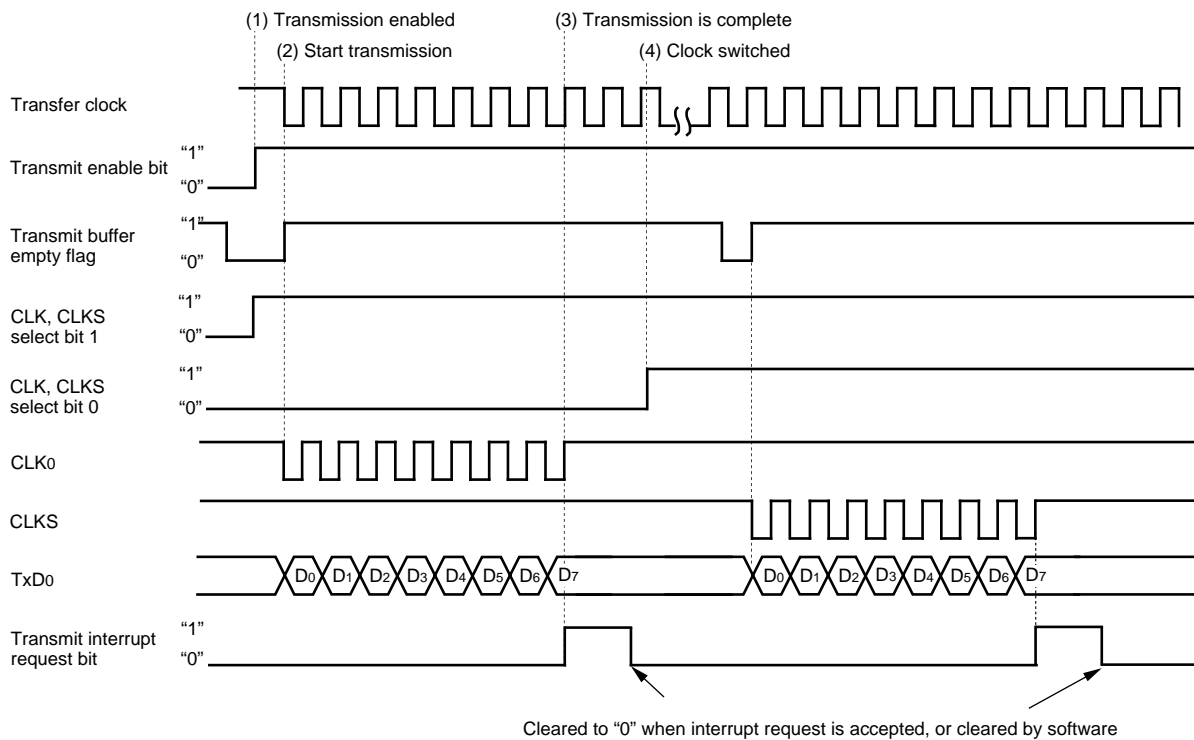 (1) Transmission enabled
(3) Transmission is complete
(2) Start transmission
(4) Clock switched
Transfer clock
Transmit enable bit
“1”
“0”
Transmit buffer
empty flag
“1”
“0”
CLK, CLKS
select bit 1
“1”
“0”
CLK, CLKS
select bit 0
“1”
“0”
CLK0
CLKS
TxD0
D0 D1 D2 D3 D4 D5 D6 D7
D0 D1 D2 D3 D4 D5 D6 D7
Transmit interrupt
request bit
“1”
“0”
Cleared to “0” when interrupt request is accepted, or cleared by software